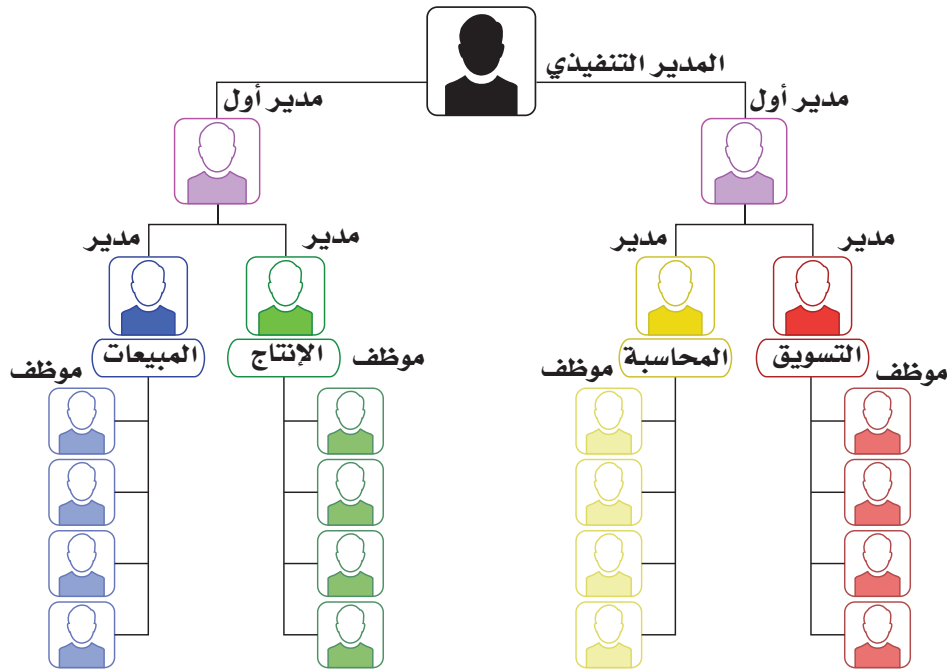 المدير التنفيذي
مدير أول
مدير أول
مدير
مدير
مدير
مدير
التسويق
المحاسبة
الإنتاج
المبيعات
موظف
موظف
موظف
موظف